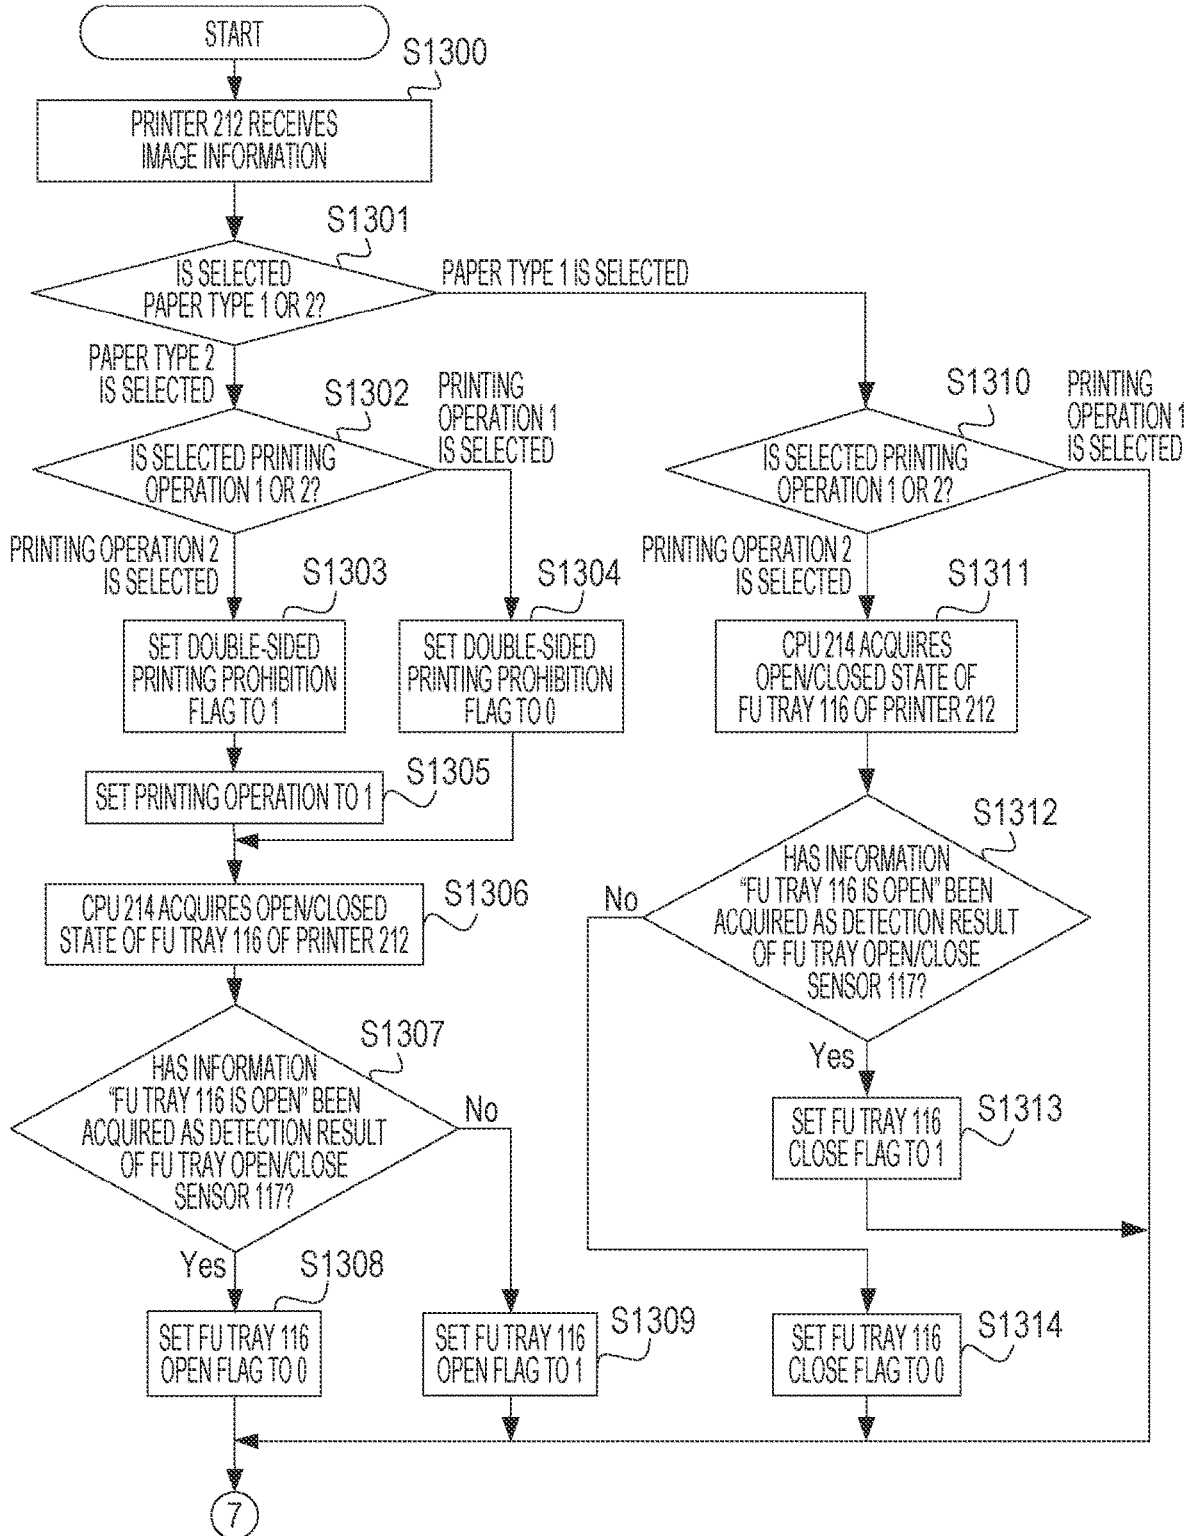 START
S1300
PRINTER 212 RECEIVES
IMAGE INFORMATION
S1301
IS SELECTED
PAPER TYPE 1 OR 2?
PAPER TYPE 1 IS SELECTED
PAPER TYPE 2
IS SELECTED
S1302
PRINTING
OPERATION 1
IS SELECTED
IS SELECTED PRINTING
OPERATION 1 OR 2?
S1310
PRINTING
OPERATION 1
IS SELECTED
IS SELECTED PRINTING
OPERATION 1 OR 2?
PRINTING OPERATION 2
IS SELECTED
S1303
SET DOUBLE-SIDED
PRINTING PROHIBITION
FLAG TO 1
S1304
SET DOUBLE-SIDED
PRINTING PROHIBITION
FLAG TO 0
PRINTING OPERATION 2
IS SELECTED
S1311
CPU 214 ACQUIRES
OPEN/CLOSED STATE OF
FU TRAY 116 OF PRINTER 212
S1305
SET PRINTING OPERATION TO 1
S1306
CPU 214 ACQUIRES OPEN/CLOSED
STATE OF FU TRAY 116 OF PRINTER 212
S1312
HAS INFORMATION
“FU TRAY 116 IS OPEN” BEEN
ACQUIRED AS DETECTION RESULT
OF FU TRAY OPEN/CLOSE
SENSOR 117?
No
Yes
S1307
HAS INFORMATION
“FU TRAY 116 IS OPEN” BEEN
ACQUIRED AS DETECTION RESULT
OF FU TRAY OPEN/CLOSE
SENSOR 117?
No
Yes
S1313
SET FU TRAY 116
CLOSE FLAG TO 1
S1308
SET FU TRAY 116
OPEN FLAG TO 0
S1309
SET FU TRAY 116
OPEN FLAG TO 1
S1314
SET FU TRAY 116
CLOSE FLAG TO 0
7